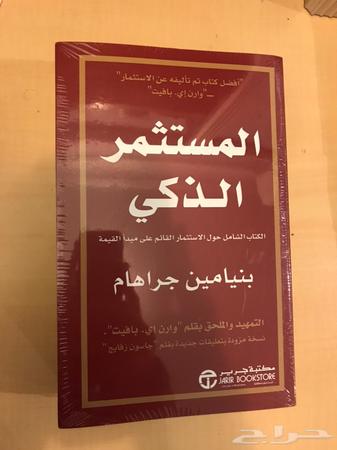 "أفضل كتاب تم تأليفه عن الاستثمار"
ـ"وارن إي. بافيت"
المستثمر
الذكي
الكتاب الشامل حول الاستثمار القائم على مبدأ القيمة
بنيامين جراهام
التمهيد والملحق بقلم "وارن إي. بافيت".
نسخة مزودة بتعليقات جديدة بقلم "جاسون زفايج"
مكتبة جرير
JARIR BOOKSTORE
حراج